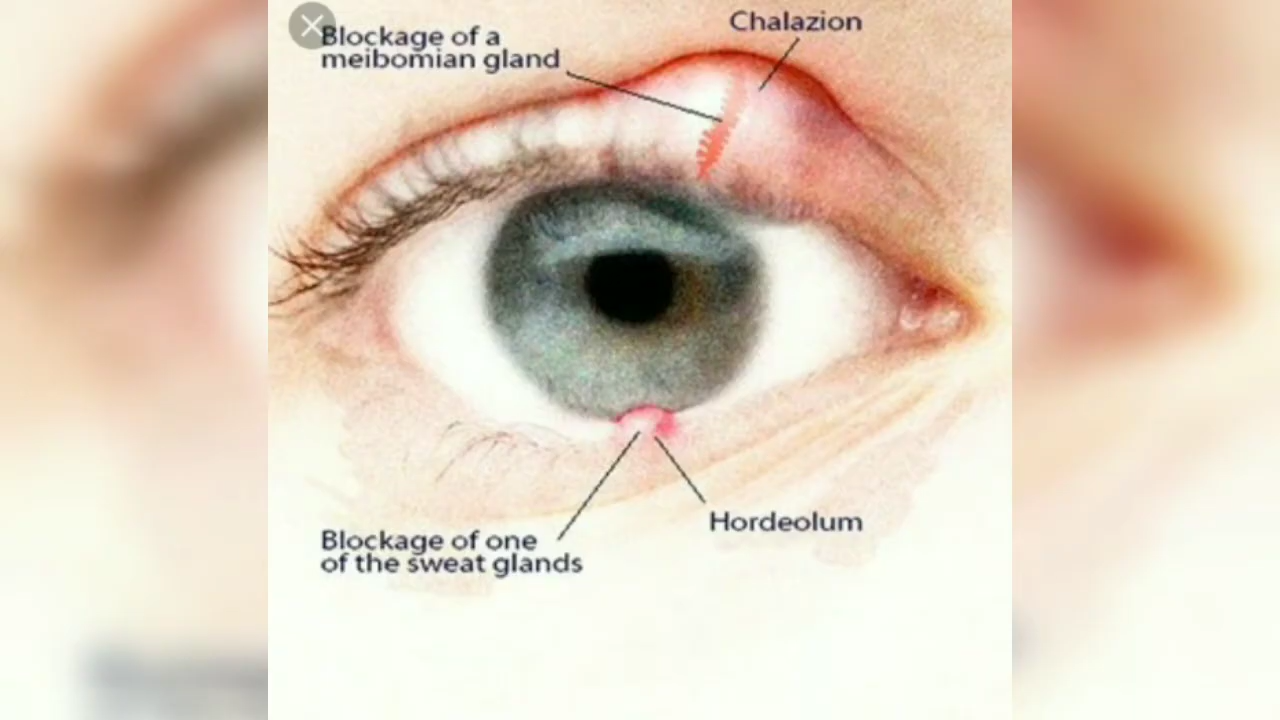 Chalazion
Blockage of a
meibomian gland
Blockage of one
of the sweat glands
Hordeolum